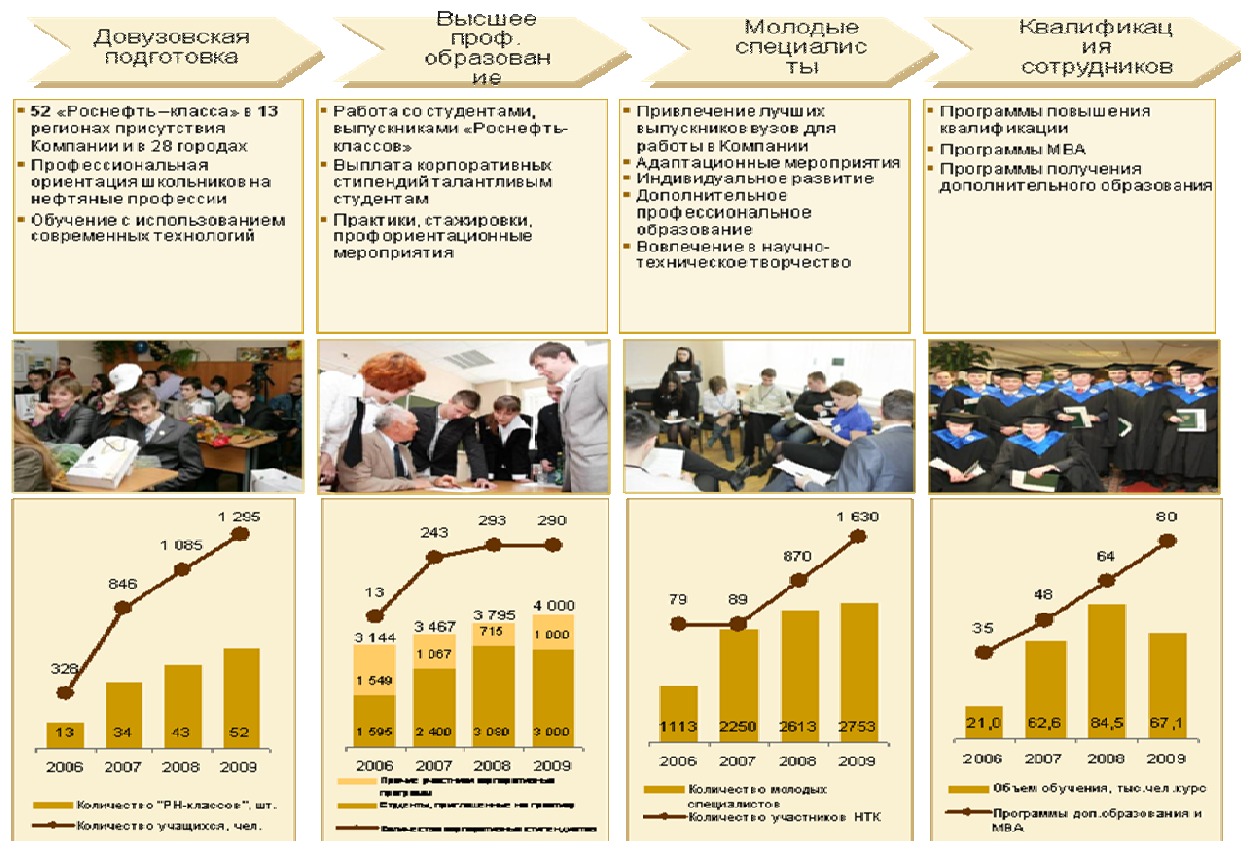 Довузовская
подготовка
Высшее
проф.
образован
ие
Молодые
специалис
ты
Квалификац
ия
сотрудников
52 «Роснефть–класса» в 13
регионах присутствия
Компании и в 28 городах
Профессиональная
ориентация школьников на
нефтяные профессии
Обучение с использованием
современных технологий
Работа со студентами,
выпускниками «Роснефть-
классов»
Выплата корпоративных
стипендий талантливым
студентам
Практики, стажировки,
профориентационные
мероприятия
Привлечение лучших
выпускников вузов для
работы в Компании
Адаптационные мероприятия
Индивидуальное развитие
Дополнительное
профессиональное
образование
Вовлечение в научно-
техническое творчество
Программы повышения
квалификации
Программы МВА
Программы получения
дополнительного образования
1 295
1 085
846
328
13 34 43 52
2006 2007 2008 2009
Количество "РН-классов", шт.
Количество учащихся, чел.
13 243 293 290
3 144 3 467 3 795 4 000
1 549 1 067 715 1 000
1 595 2 400 3 080 3 000
2006 2007 2008 2009
Прочие участники корпоративных
программ
Студенты, приглашенные на практику
Количество корпоративных стипендиатов
1 630
870
79 89
1113 2250 2613 2753
2006 2007 2008 2009
Количество молодых
специалистов
Количество участников НТК
80
64
48
35
21,0 62,6 84,5 67,1
2006 2007 2008 2009
Объем обучения, тыс.чел.курс
Программы доп.образования и
МВА